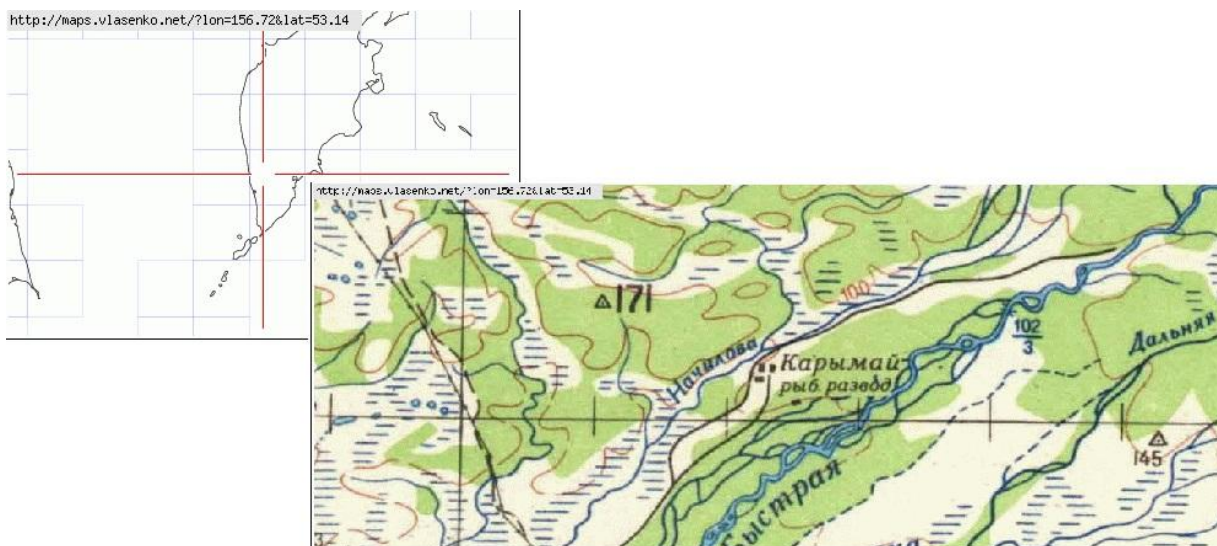 http://maps.vlasenko.net/?lon=156.72&lat=53.14
http://maps.vlasenko.net/?lon=156.72&lat=53.14
171
100
Начилова
Карымай
рыб. развод.
102
3
Дальняя
145
Быстрая